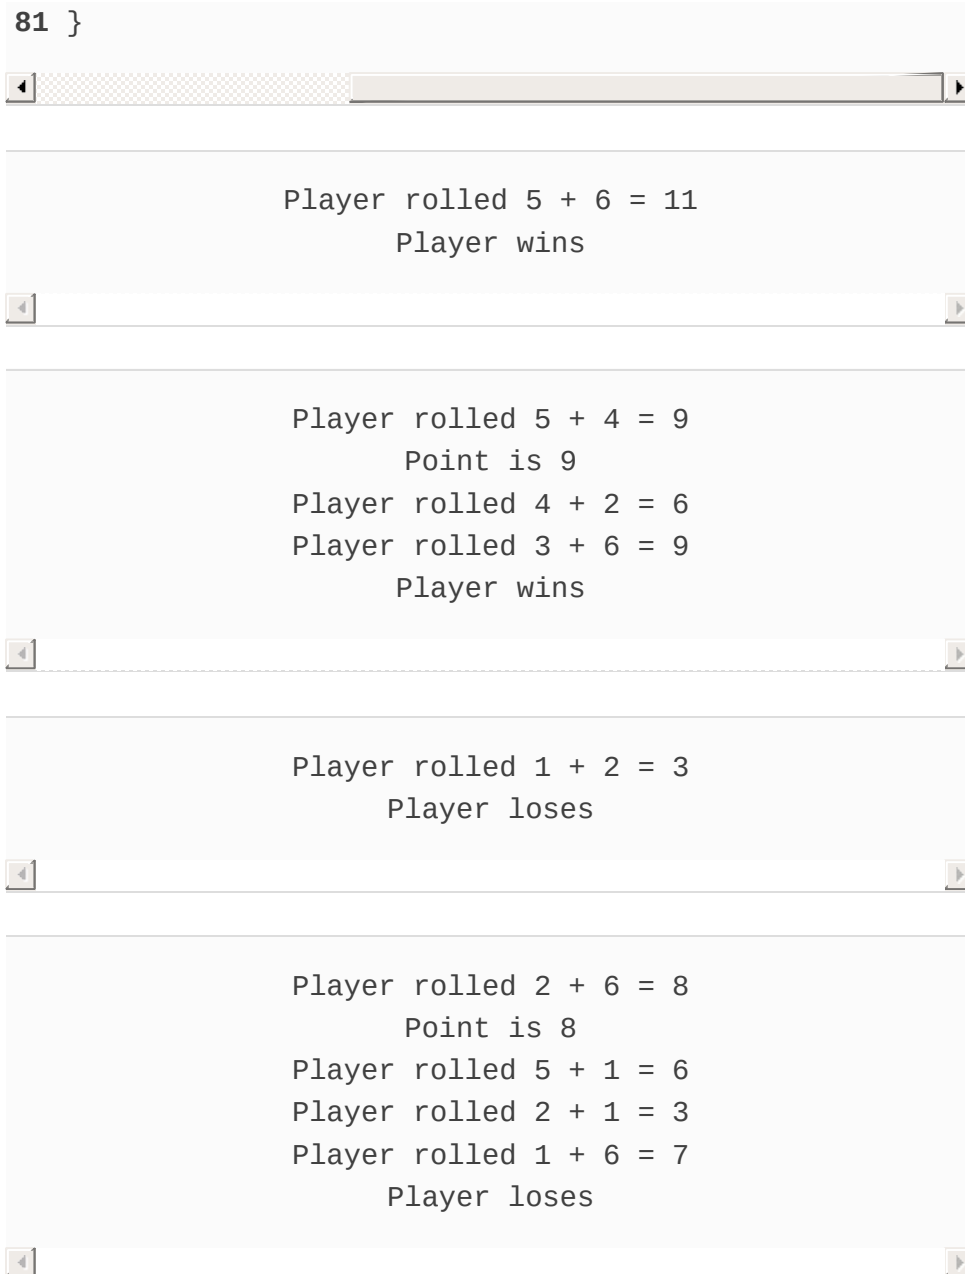 81 }
Player rolled 5 + 6 = 11
Player wins
Player rolled 5 + 4 = 9
Point is 9
Player rolled 4 + 2 = 6
Player rolled 3 + 6 = 9
Player wins
Player rolled 1 + 2 = 3
Player loses
Player rolled 2 + 6 = 8
Point is 8
Player rolled 5 + 1 = 6
Player rolled 2 + 1 = 3
Player rolled 1 + 6 = 7
Player loses